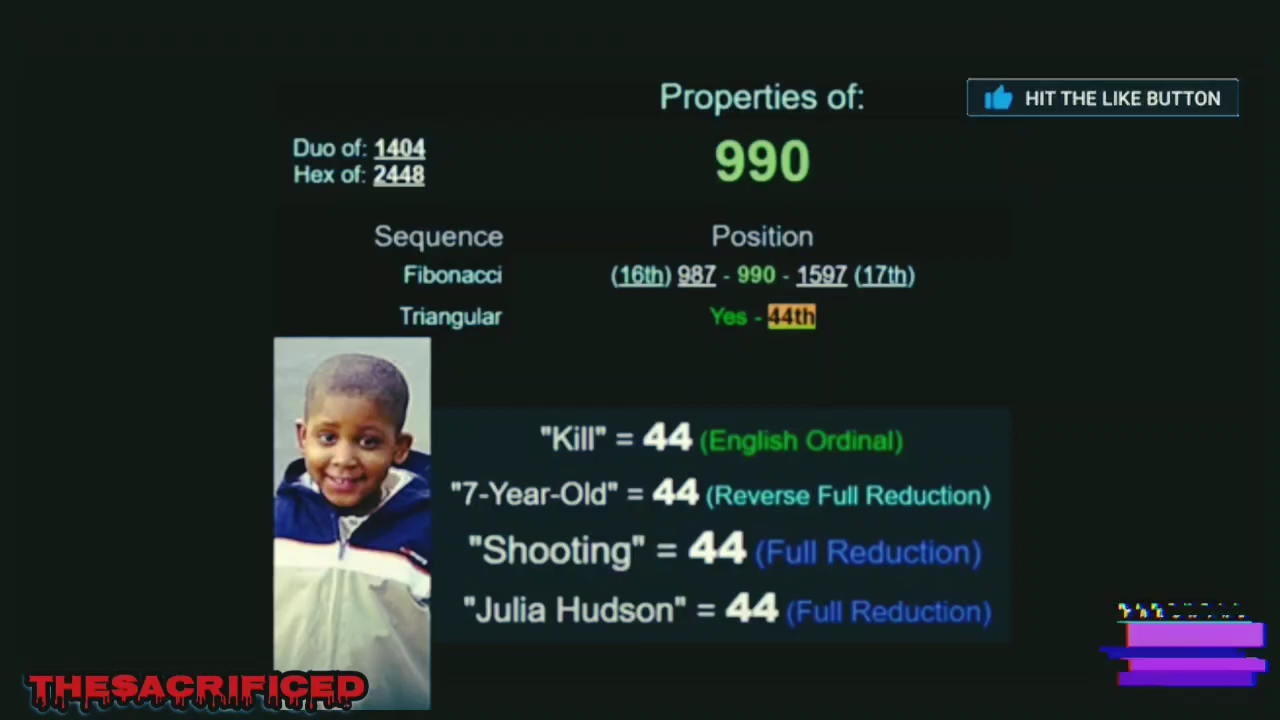 Properties of:
HIT THE LIKE BUTTON
Duo of: 1404
990
Hex of: 2448
Sequence Position
Fibonacci (16th) 987 - 990 - 1597 (17th)
Triangular Yes - 44th
"Kill" = 44 (English Ordinal)
"7-Year-Old" = 44 (Reverse Full Reduction)
"Shooting" = 44 (Full Reduction)
"Julia Hudson" = 44 (Full Reduction)
THESACRIFICED